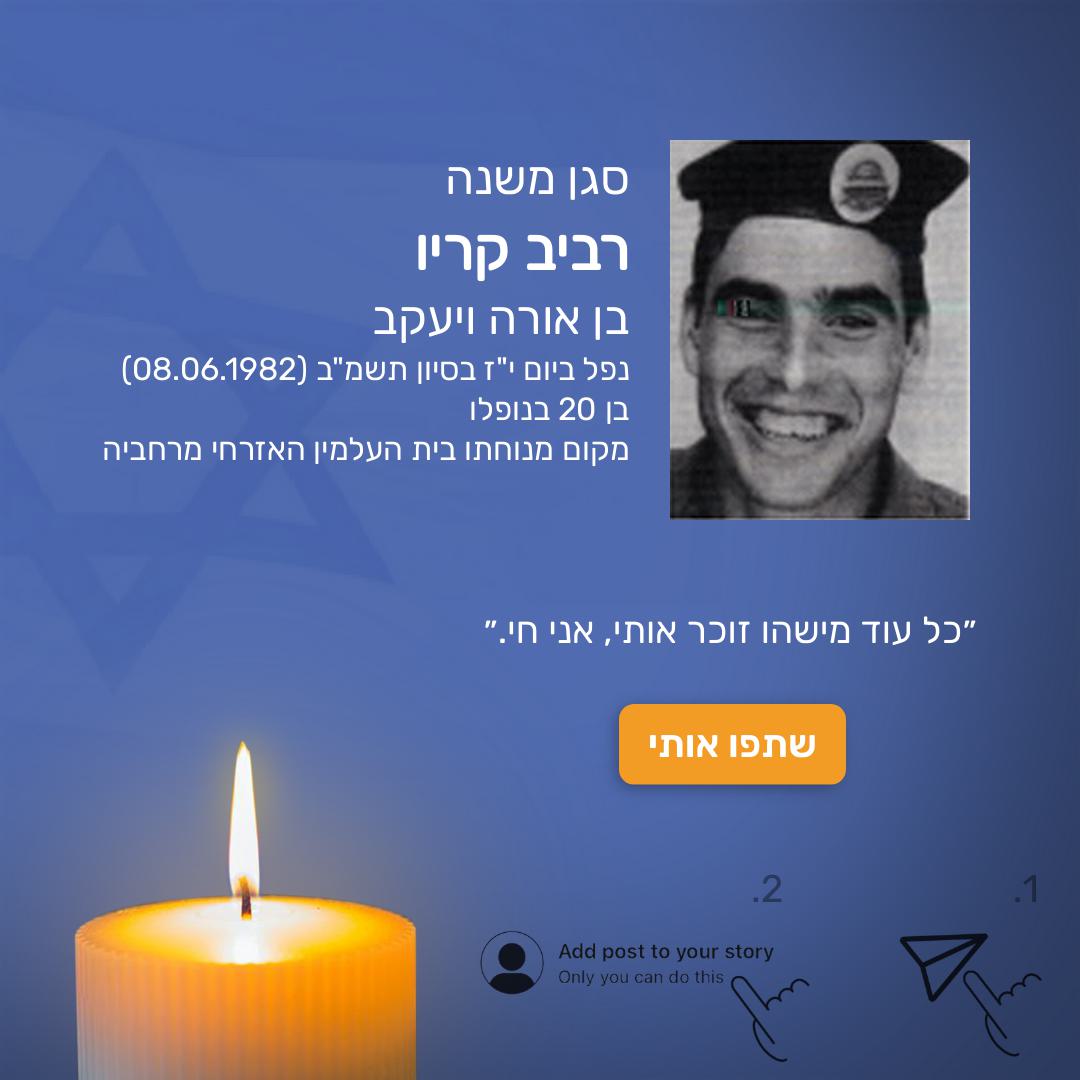 סגן משנה
רביב קריו
בן אורה ויעקב
נפל ביום י"ז בסיון תשמ"ב (08.06.1982)
בן 20 בנופלו
מקום מנוחתו בית העלמין האזרחי מרחביה
״כל עוד מישהו זוכר אותי, אני חי.״
שתפו אותי
1.
2.
Add post to your story
Only you can do this